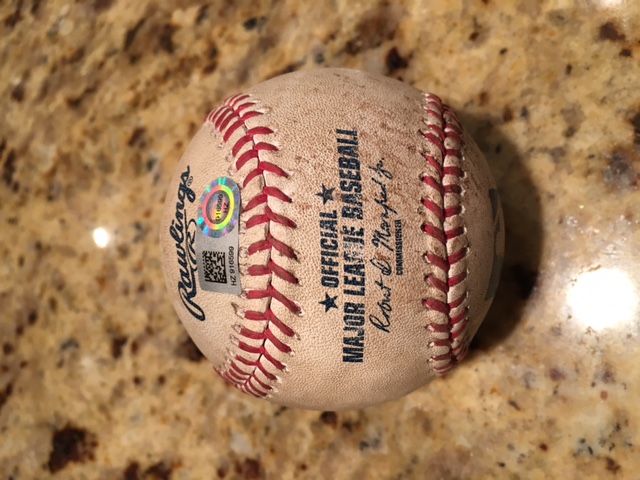 Rawlings
R
★ OFFICIAL ★
MAJOR LEAGUE BASEBALL
Robert D. Manfred Jr.
COMMISSIONER